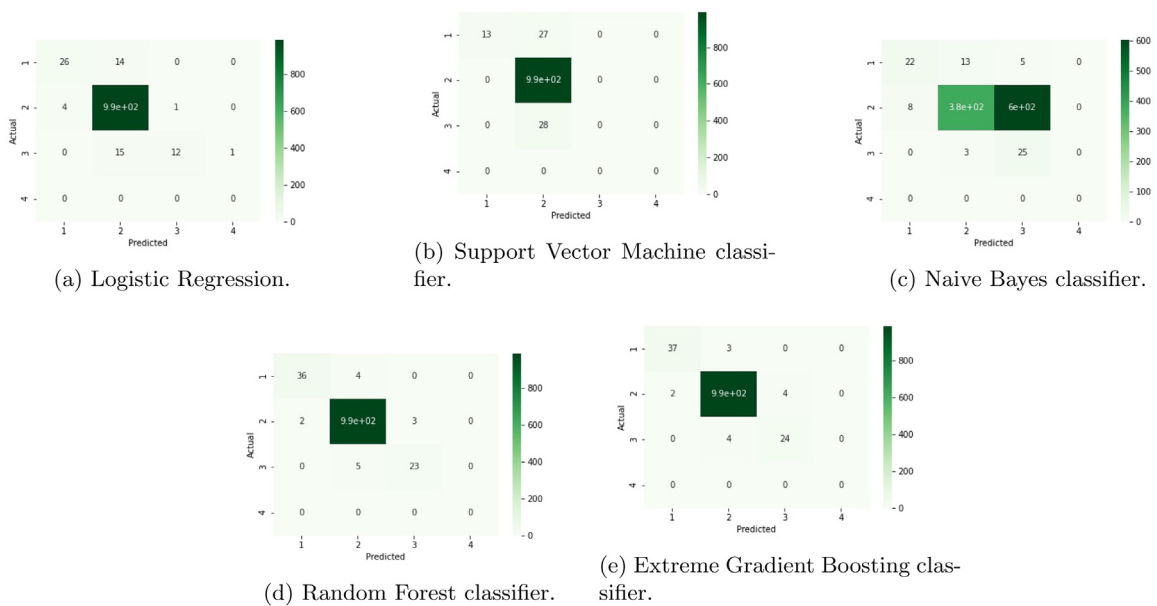 1 26 14 0 0
2 4 9.9e+02 1 0
3 0 15 12 1
4 0 0 0 0
1 2 3 4
Actual
Predicted
800
600
400
200
0
(a) Logistic Regression.
1 13 27 0 0
2 0 9.9e+02 0 0
3 0 28 0 0
4 0 0 0 0
1 2 3 4
Actual
Predicted
800
600
400
200
0
(b) Support Vector Machine classi-
fier.
1 22 13 5 0
2 8 3.8e+02 6e+02 0
3 0 3 25 0
4 0 0 0 0
1 2 3 4
Actual
Predicted
600
500
400
300
200
100
0
(c) Naive Bayes classifier.
1 36 4 0 0
2 2 9.9e+02 3 0
3 0 5 23 0
4 0 0 0 0
1 2 3 4
Actual
Predicted
800
600
400
200
0
(d) Random Forest classifier.
1 37 3 0 0
2 2 9.9e+02 4 0
3 0 4 24 0
4 0 0 0 0
1 2 3 4
Actual
Predicted
800
600
400
200
0
(e) Extreme Gradient Boosting clas-
sifier.